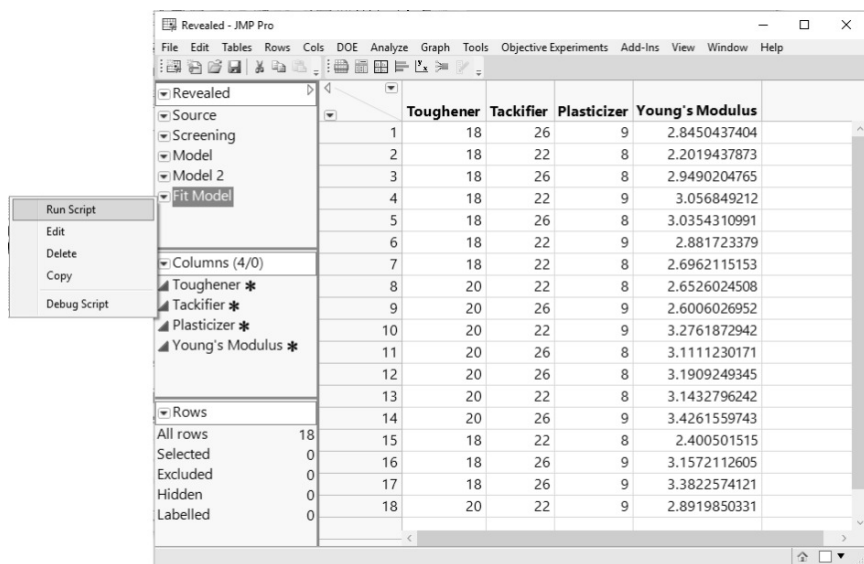 Revealed - JMP Pro
File Edit Tables Rows Cols DOE Analyze Graph Tools Objective Experiments Add-Ins View Window Help
Revealed
Source
Screening
Model
Model 2
Fit Model
Run Script
Edit
Delete
Copy
Debug Script
Columns (4/0)
Toughener *
Tackifier *
Plasticizer *
Young's Modulus *
Rows
All rows 18
Selected 0
Excluded 0
Hidden 0
Labelled 0
Toughener Tackifier Plasticizer Young's Modulus
1 18 26 9 2.8450437404
2 18 22 8 2.2019437873
3 18 26 8 2.9490204765
4 18 22 9 3.056849212
5 18 26 8 3.0354310991
6 18 22 9 2.881723379
7 18 22 8 2.6962115153
8 20 22 8 2.6526024508
9 20 26 9 2.6006026952
10 20 22 9 3.2761872942
11 20 26 8 3.1111230171
12 20 26 8 3.1909249345
13 20 22 8 3.1432796242
14 20 26 9 3.4261559743
15 18 22 8 2.400501515
16 18 26 9 3.1572112605
17 18 26 9 3.3822574121
18 20 22 9 2.8919850331